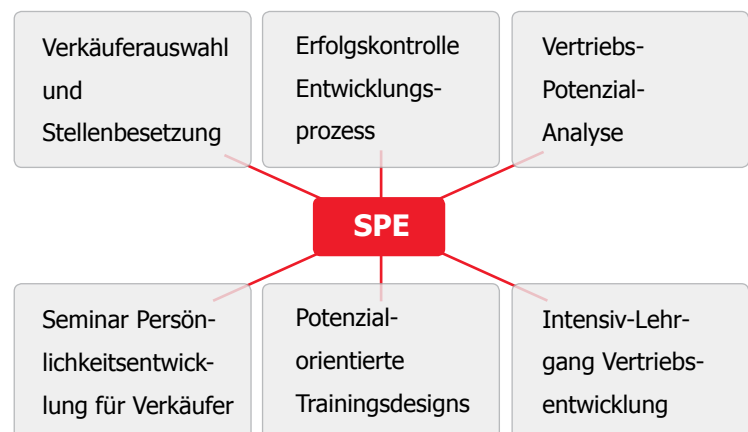 Verkäuferauswahl
und
Stellenbesetzung
Erfolgskontrolle
Entwicklungs-
prozess
Vertriebs-
Potenzial-
Analyse
SPE
Seminar Persön-
lichkeitsentwick-
lung für Verkäufer
Potenzial-
orientierte
Trainingsdesigns
Intensiv-Lehr-
gang Vertriebs-
entwicklung